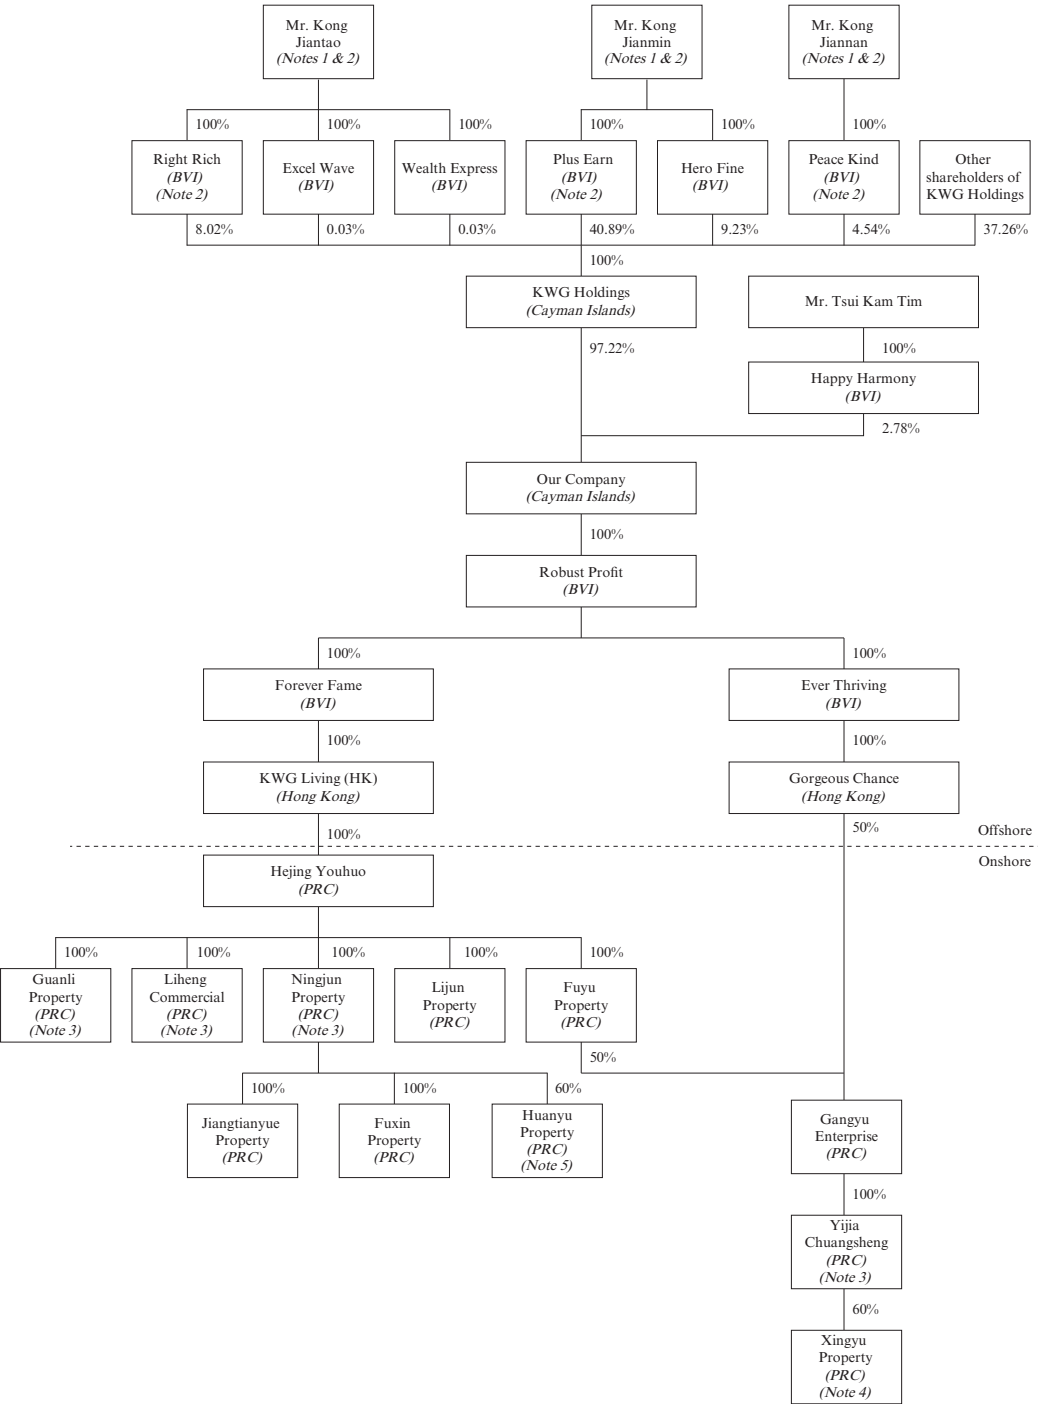 Mr. Kong
Jiantao
(Notes 1 & 2)
Mr. Kong
Jianmin
(Notes 1 & 2)
Mr. Kong
Jiannan
(Notes 1 & 2)
100%
100%
100%
100%
100%
100%
Right Rich
(BVI)
(Note 2)
Excel Wave
(BVI)
Wealth Express
(BVI)
Plus Earn
(BVI)
(Note 2)
Hero Fine
(BVI)
Peace Kind
(BVI)
(Note 2)
Other
shareholders of
KWG Holdings
8.02%
0.03%
0.03%
40.89%
9.23%
4.54%
37.26%
100%
KWG Holdings
(Cayman Islands)
Mr. Tsui Kam Tim
97.22%
100%
Happy Harmony
(BVI)
2.78%
Our Company
(Cayman Islands)
100%
Robust Profit
(BVI)
100%
100%
Forever Fame
(BVI)
Ever Thriving
(BVI)
100%
100%
KWG Living (HK)
(Hong Kong)
Gorgeous Chance
(Hong Kong)
100%
50%
Offshore
Onshore
Hejing Youhuo
(PRC)
100%
100%
100%
100%
100%
Guanli
Property
(PRC)
(Note 3)
Liheng
Commercial
(PRC)
(Note 3)
Ningjun
Property
(PRC)
(Note 3)
Lijun
Property
(PRC)
Fuyu
Property
(PRC)
50%
100%
100%
60%
Jiangtianyue
Property
(PRC)
Fuxin
Property
(PRC)
Huanyu
Property
(PRC)
(Note 5)
Gangyu
Enterprise
(PRC)
100%
Yijia
Chuangsheng
(PRC)
(Note 3)
60%
Xingyu
Property
(PRC)
(Note 4)